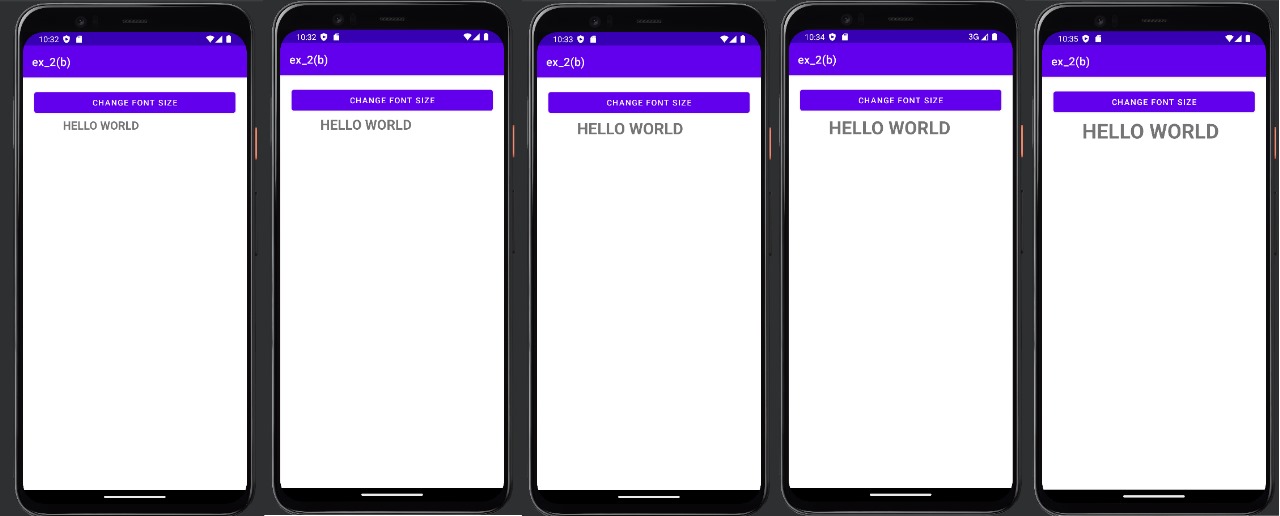 10:32
ex_2(b)
CHANGE FONT SIZE
HELLO WORLD
10:32
ex_2(b)
CHANGE FONT SIZE
HELLO WORLD
10:33
ex_2(b)
CHANGE FONT SIZE
HELLO WORLD
10:34 3G
ex_2(b)
CHANGE FONT SIZE
HELLO WORLD
10:35
ex_2(b)
CHANGE FONT SIZE
HELLO WORLD